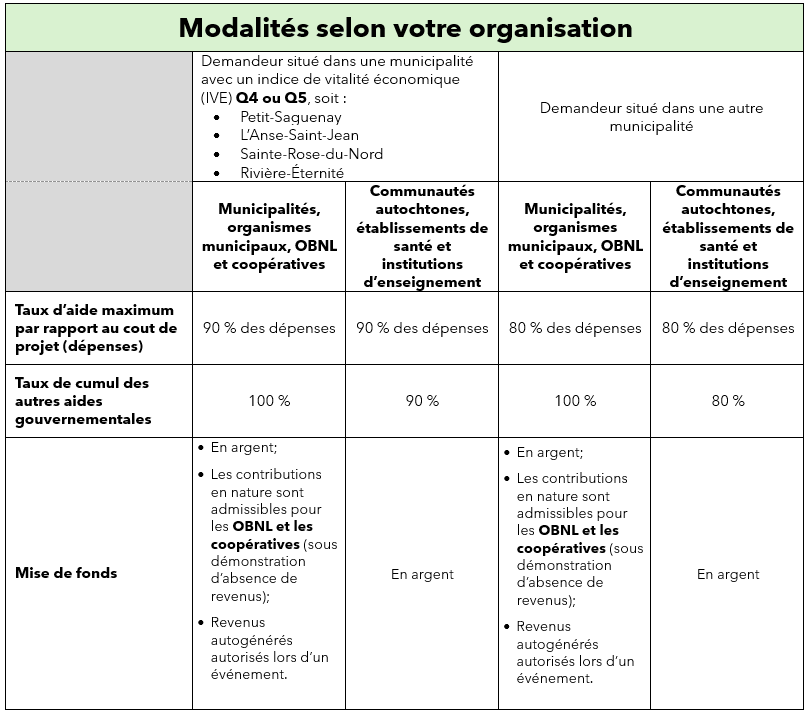 Modalités selon votre organisation
Demandeur situé dans une municipalité
avec un indice de vitalité économique
(IVE) Q4 ou Q5, soit :
• Petit-Saguenay
• L’Anse-Saint-Jean
• Sainte-Rose-du-Nord
• Rivière-Éternité
Demandeur situé dans une autre
municipalité
Municipalités,
organismes
municipaux, OBNL
et coopératives
Communautés
autochtones,
établissements de
santé et
institutions
d’enseignement
Municipalités,
organismes
municipaux, OBNL
et coopératives
Communautés
autochtones,
établissements de
santé et
institutions
d’enseignement
Taux d’aide maximum
par rapport au cout de
projet (dépenses)
90 % des dépenses
90 % des dépenses
80 % des dépenses
80 % des dépenses
Taux de cumul des
autres aides
gouvernementales
100 %
90 %
100 %
80 %
Mise de fonds
• En argent;
• Les contributions
en nature sont
admissibles pour
les OBNL et les
coopératives (sous
démonstration
d’absence de
revenus);
• Revenus
autogénérés
autorisés lors d’un
événement.
En argent
• En argent;
• Les contributions
en nature sont
admissibles pour
les OBNL et les
coopératives (sous
démonstration
d’absence de
revenus);
• Revenus
autogénérés
autorisés lors d’un
événement.
En argent